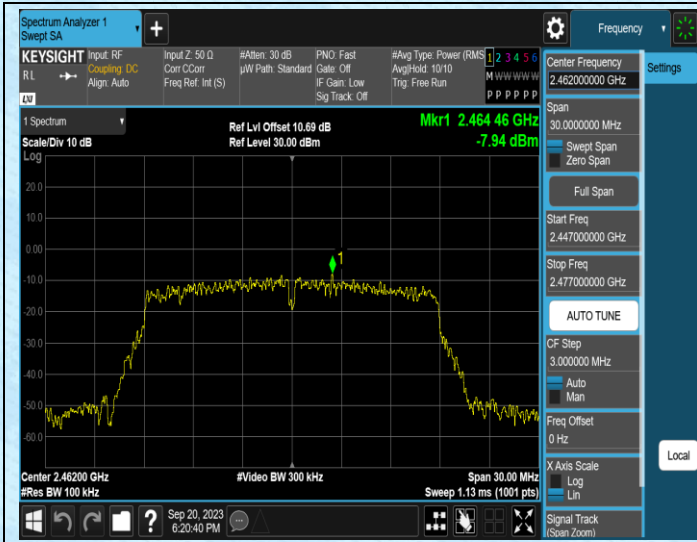 Spectrum Analyzer 1
Swept SA
Frequency
KEYSIGHT
RL
LXI
Input: RF
Coupling: DC
Align: Auto
Input Z: 50 Ω
Corr CCorr
Freq Ref: Int (S)
#Atten: 30 dB
µW Path: Standard
PNO: Fast
Gate: Off
IF Gain: Low
Sig Track: Off
#Avg Type: Power (RMS
Avg|Hold: 10/10
Trig: Free Run
1 2 3 4 5 6
M W W W W W
P P P P P P
1 Spectrum
Scale/Div 10 dB
Log
Ref Lvl Offset 10.69 dB
Ref Level 30.00 dBm
Mkr1 2.464 46 GHz
-7.94 dBm
20.0
10.0
0.00
-10.0
-20.0
-30.0
-40.0
-50.0
-60.0
1
Center 2.46200 GHz
#Res BW 100 kHz
#Video BW 300 kHz
Span 30.00 MHz
Sweep 1.13 ms (1001 pts)
?
Sep 20, 2023
6:20:40 PM
Center Frequency
2.462000000 GHz
Span
30.0000000 MHz
Swept Span
Zero Span
Full Span
Start Freq
2.447000000 GHz
Stop Freq
2.477000000 GHz
AUTO TUNE
CF Step
3.000000 MHz
Auto
Man
Freq Offset
0 Hz
X Axis Scale
Log
Lin
Signal Track
(Span Zoom)
Settings
Local